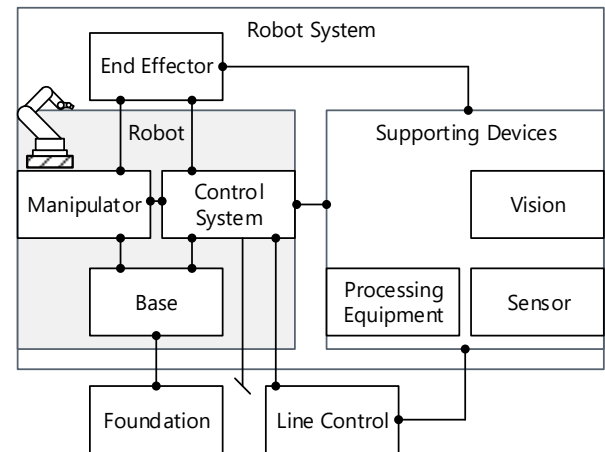 Robot System
End Effector
Robot
Supporting Devices
Manipulator
Control
System
Vision
Base
Processing
Equipment
Sensor
Foundation
Line Control